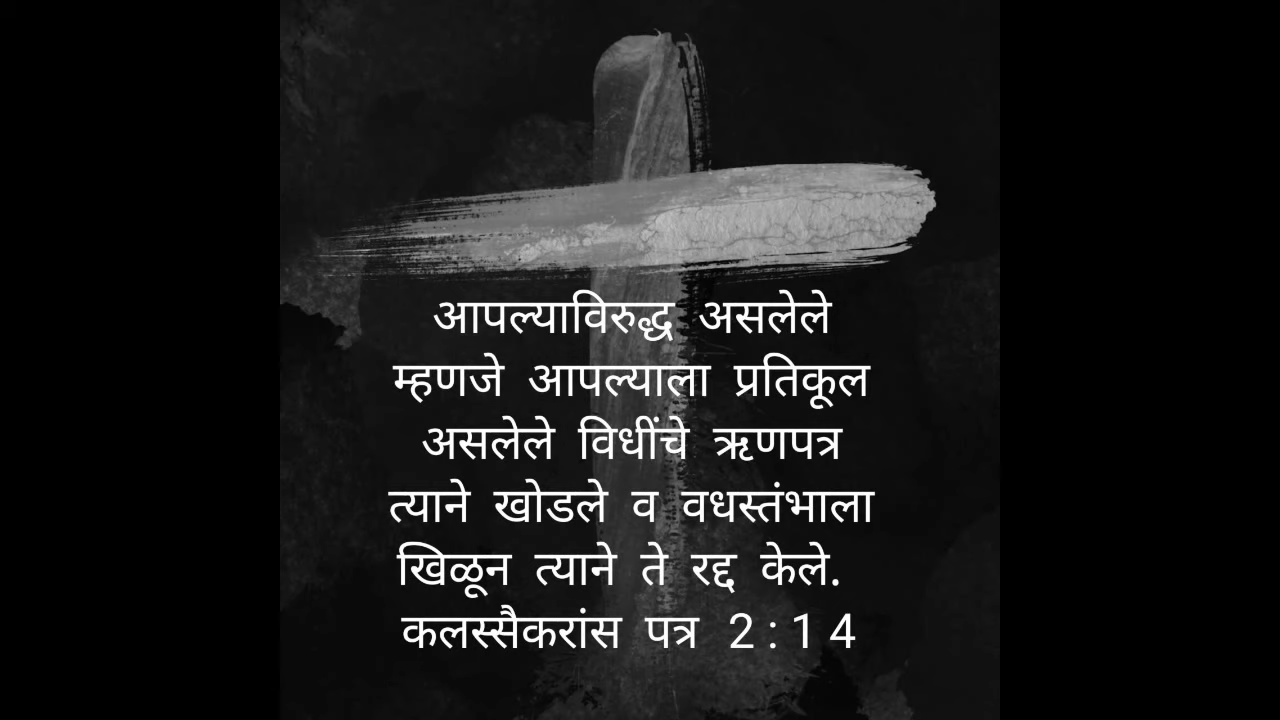 आपल्याविरुद्ध असलेले
म्हणजे आपल्याला प्रतिकूल
असलेले विधींचे ऋणपत्र
त्याने खोडले व वधस्तंभाला
खिळून त्याने ते रद्द केले.
कलस्सैकरांस पत्र 2:14